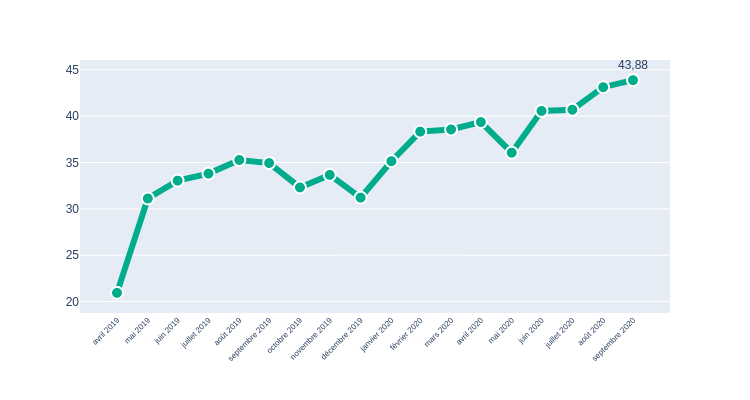 43,88
45
40
35
30
25
20
avril 2019
mai 2019
juin 2019
juillet 2019
août 2019
septembre 2019
octobre 2019
novembre 2019
décembre 2019
janvier 2020
février 2020
mars 2020
avril 2020
mai 2020
juin 2020
juillet 2020
août 2020
septembre 2020